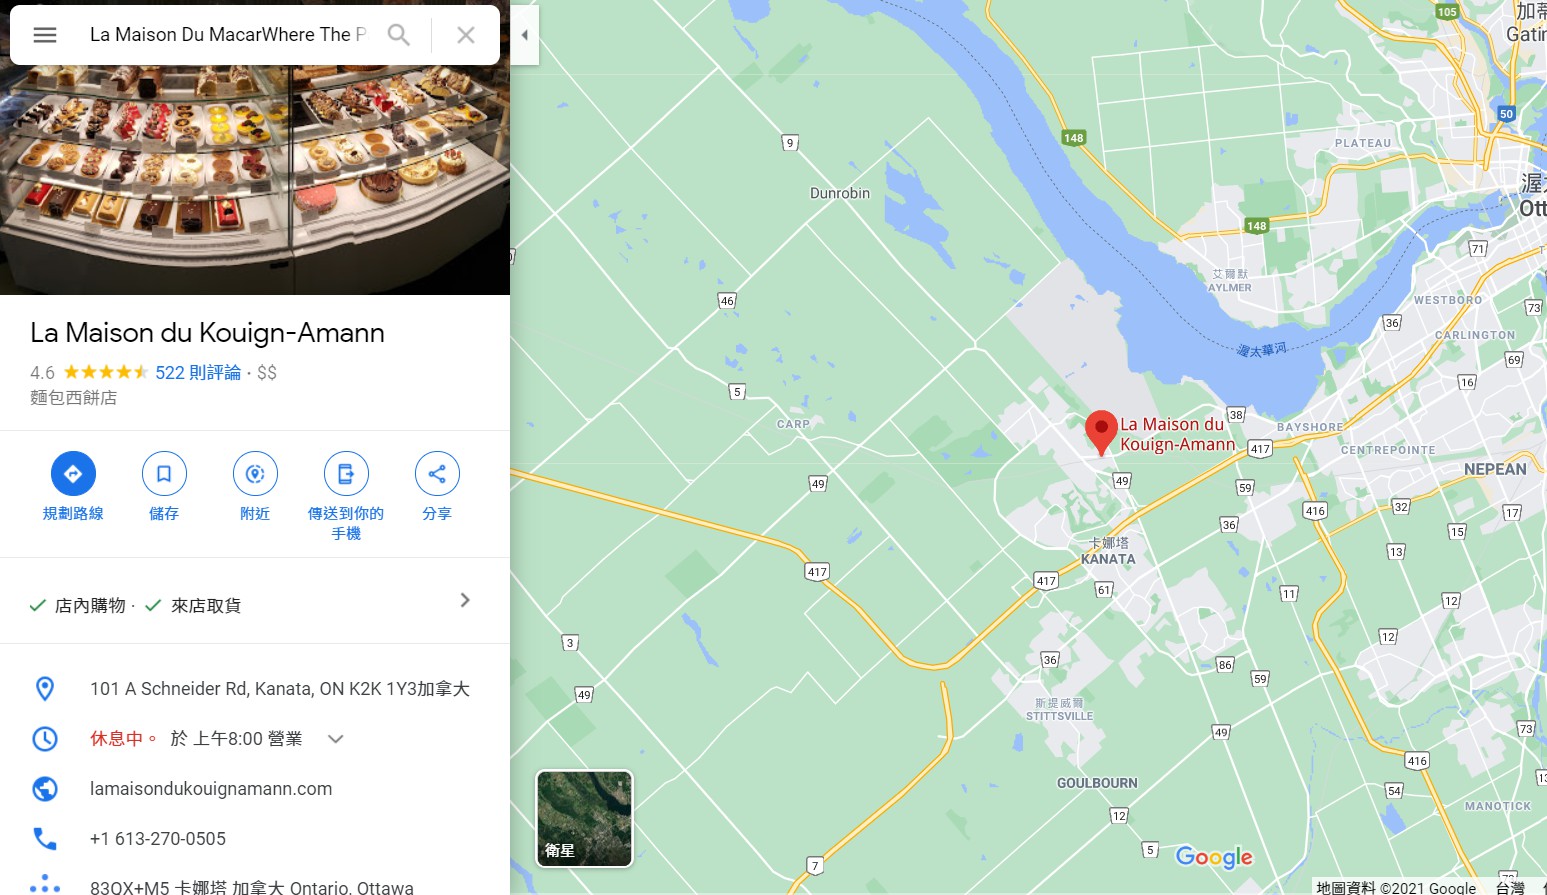 La Maison Du MacarWhere The P
La Maison du Kouign-Amann
4.6 522 則評論 · $$
麵包西餅店
規劃路線
儲存
附近
傳送到你的
手機
分享
店內購物 · 來店取貨
101 A Schneider Rd, Kanata, ON K2K 1Y3加拿大
休息中。 於 上午8:00 營業
lamaisondukouignamann.com
+1 613-270-0505
83QX+M5 卡娜塔 加拿大 Ontario, Ottawa
衛星
105
加蒂
Gatin
50
148
9
PLATEAU
Dunrobin
渥太
Ott
148
71
艾爾默
AYLMER
46
WESTBORO
73
36
CARLINGTON
渥太華河
69
16
5
38
CARP
La Maison du
Kouign-Amann
BAYSHORE
417
CENTREPOINTE
NEPEAN
49
49
59
416
32
17
36
15
卡娜塔
KANATA
13
417
417
61
11
12
12
3
36
86
59
49
斯提威爾
STITTSVILLE
49
73
416
GOULBOURN
54
13
MANOTICK
12
5
7
Google
73
地圖資料 ©2021 Google
台灣